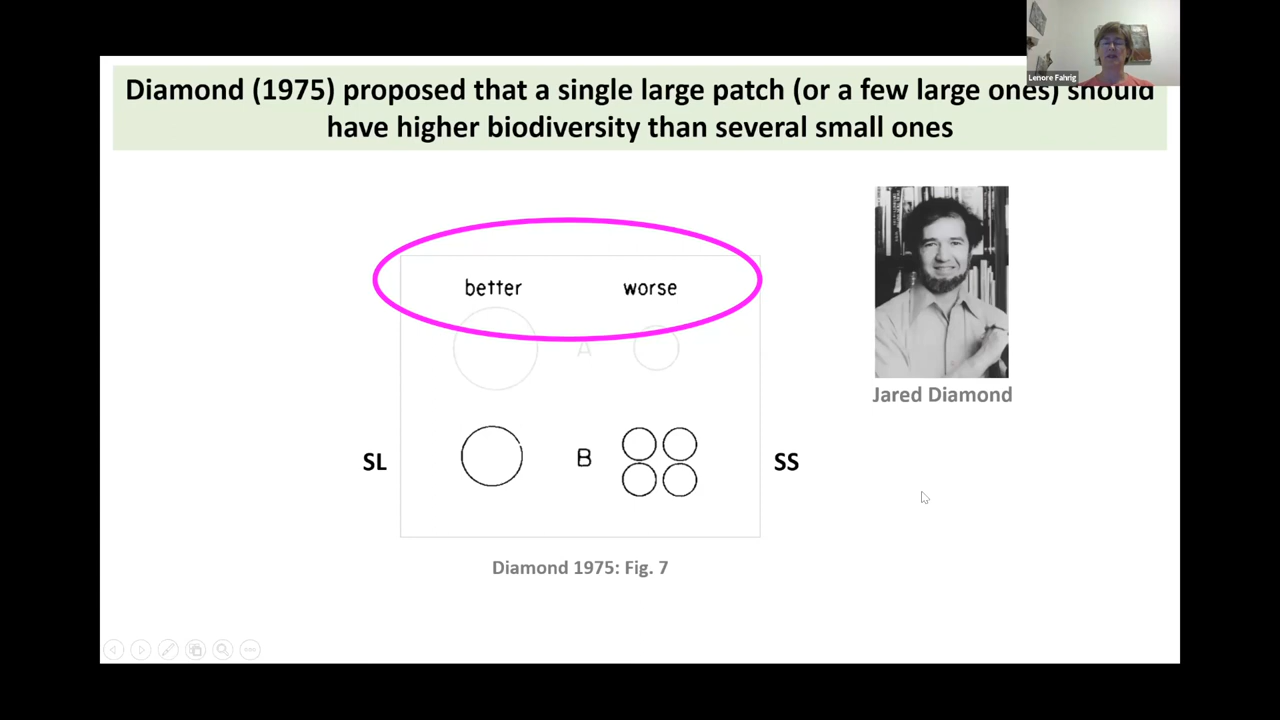 Lenore Fahrig
Diamond (1975) proposed that a single large patch (or a few large ones) should
have higher biodiversity than several small ones
better worse
A
SL B SS
Jared Diamond
Diamond 1975: Fig. 7